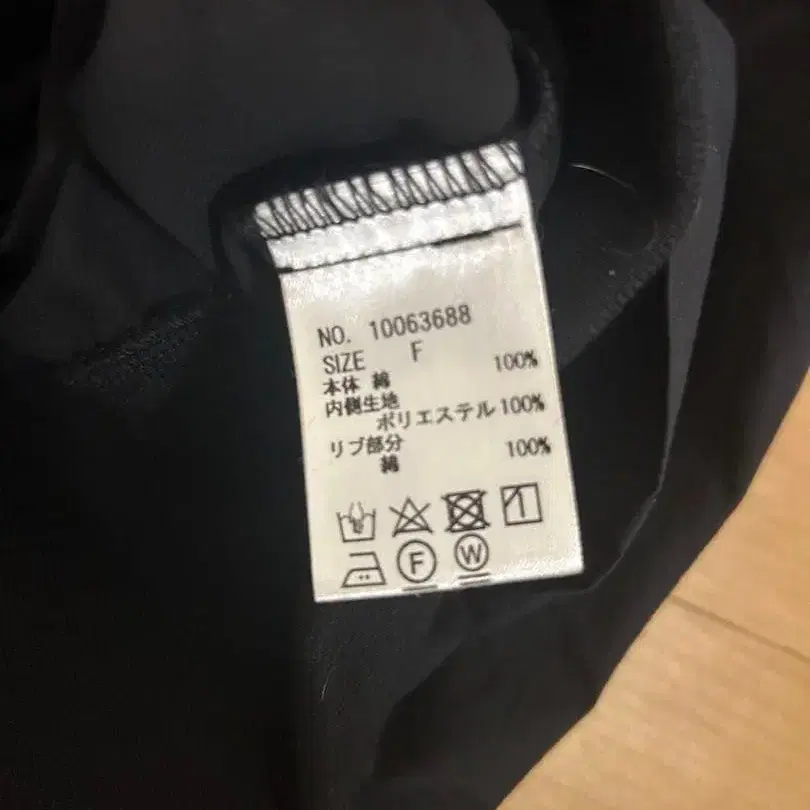 NO. 10063688
SIZE F
本体 綿 100%
内側生地
ポリエステル 100%
リブ部分
綿 100%
F W